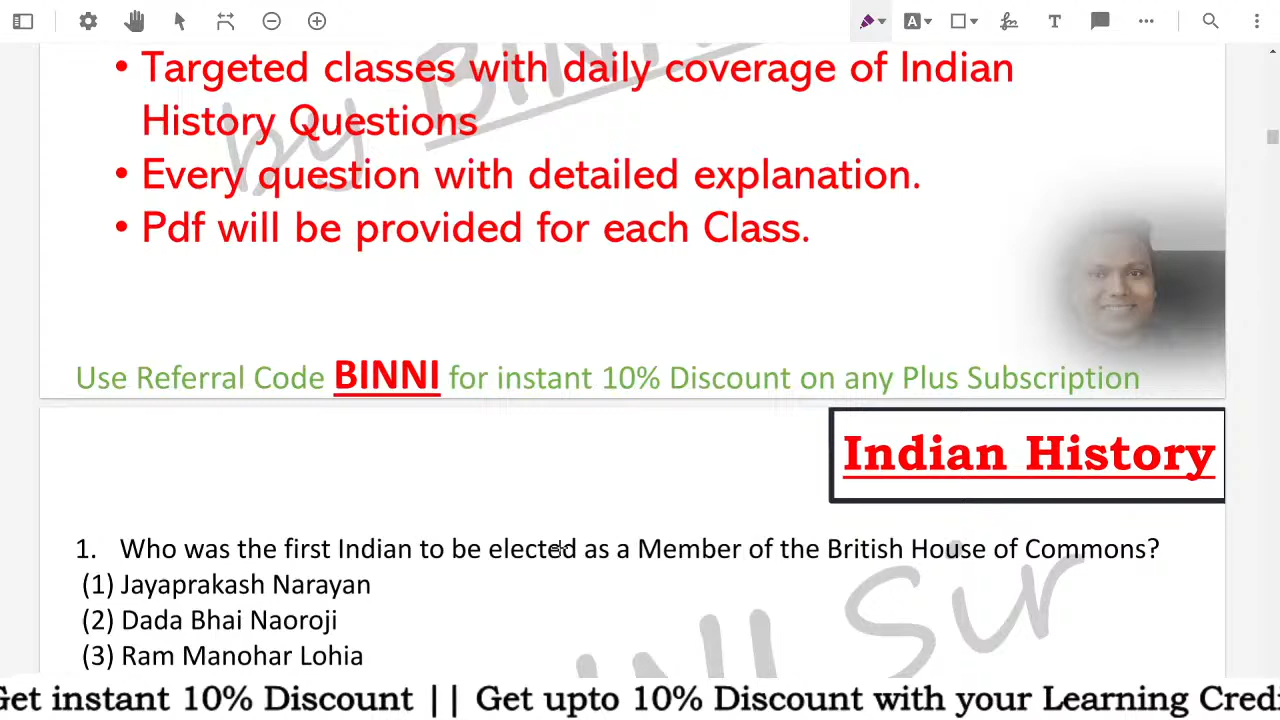 by BINNI
• Targeted classes with daily coverage of Indian
History Questions
• Every question with detailed explanation.
• Pdf will be provided for each Class.
Use Referral Code BINNI for instant 10% Discount on any Plus Subscription
Indian History
1. Who was the first Indian to be elected as a Member of the British House of Commons?
(1) Jayaprakash Narayan
(2) Dada Bhai Naoroji
(3) Ram Manohar Lohia
Sir
Get instant 10% Discount || Get upto 10% Discount with your Learning Credi